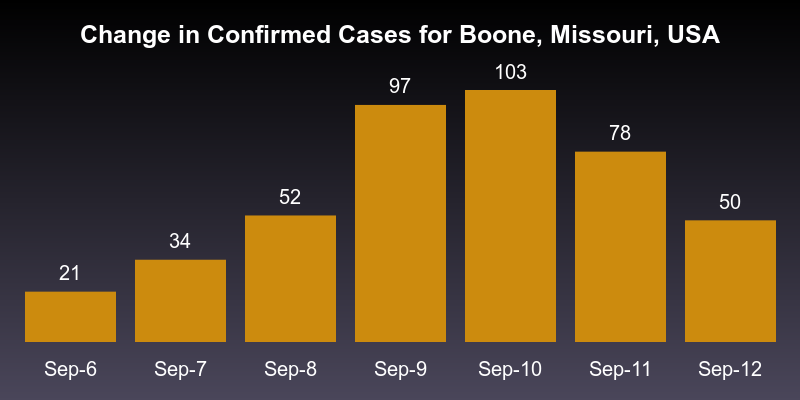 Change in Confirmed Cases for Boone, Missouri, USA
21 34 52 97 103 78 50
Sep-6 Sep-7 Sep-8 Sep-9 Sep-10 Sep-11 Sep-12